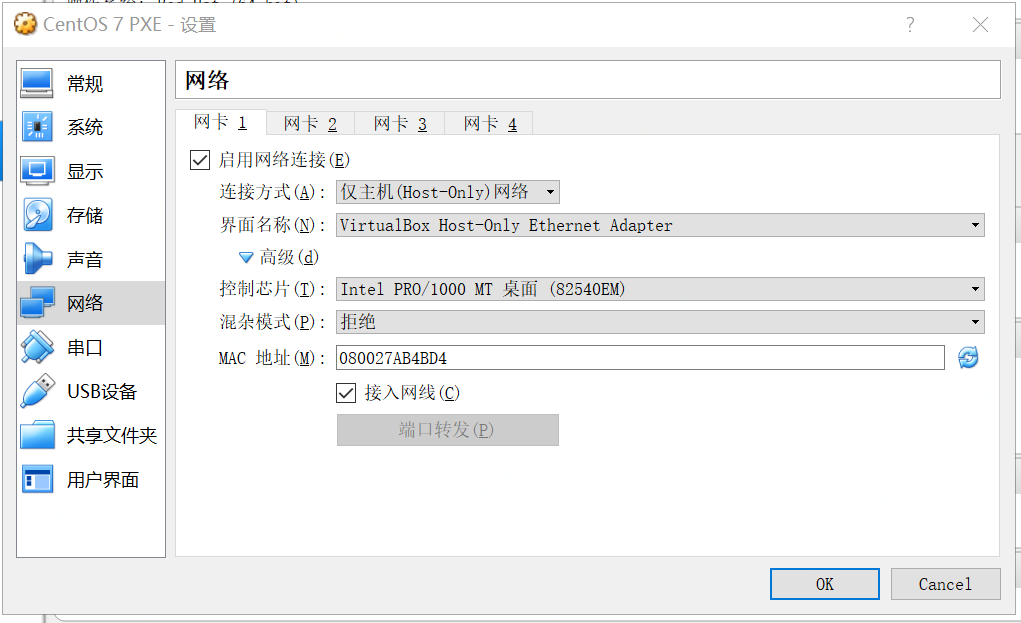 CentOS 7 PXE - 设置
常规
系统
显示
存储
声音
网络
串口
USB设备
共享文件夹
用户界面
网络
网卡 1 网卡 2 网卡 3 网卡 4
启用网络连接(E)
连接方式(A): 仅主机(Host-Only)网络
界面名称(N): VirtualBox Host-Only Ethernet Adapter
高级(d)
控制芯片(T): Intel PRO/1000 MT 桌面 (82540EM)
混杂模式(P): 拒绝
MAC 地址(M): 080027AB4BD4
接入网线(C)
端口转发(P)
OK Cancel